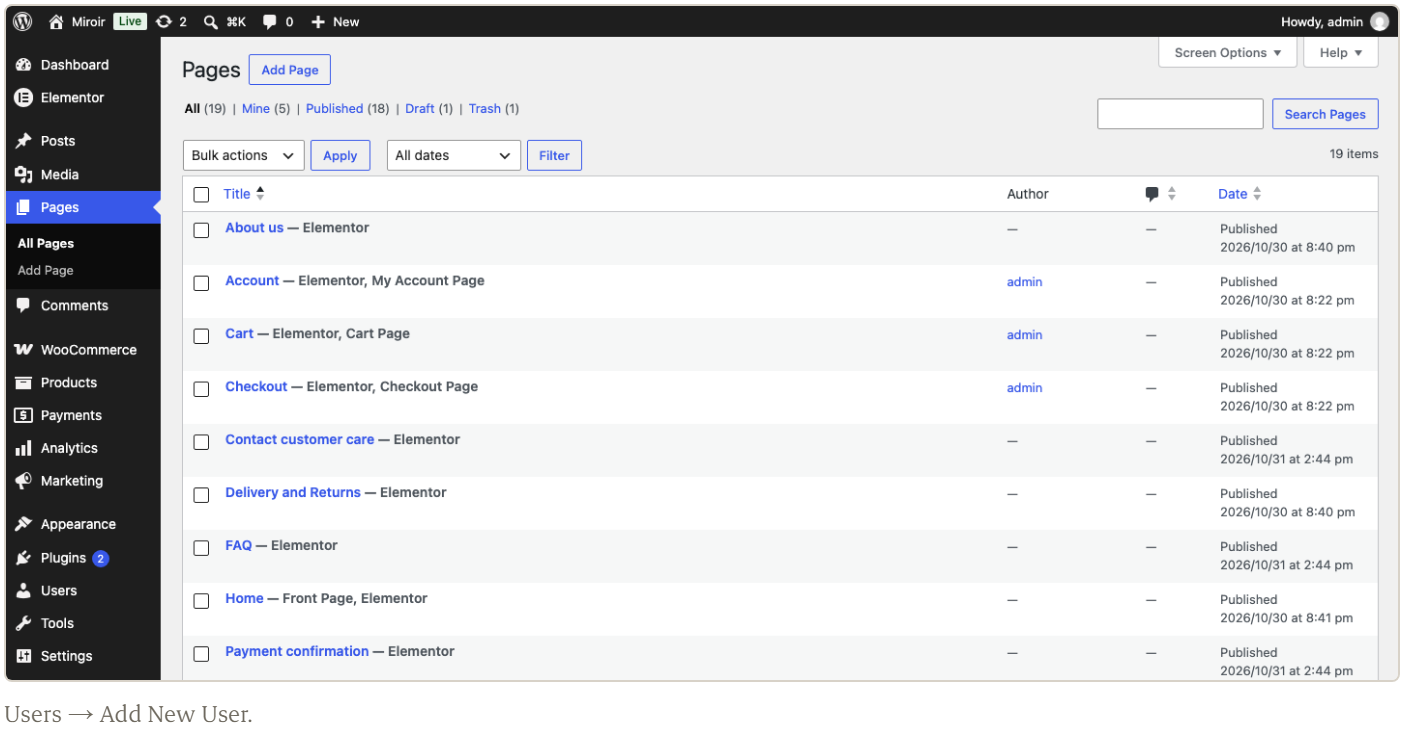 Miroir Live 2 ⌘K 0 + New Howdy, admin
Dashboard
Elementor
Posts
Media
Pages
All Pages
Add Page
Comments
WooCommerce
Products
Payments
Analytics
Marketing
Appearance
Plugins 2
Users
Tools
Settings
Screen Options ▼ Help ▼
Pages Add Page
All (19) | Mine (5) | Published (18) | Draft (1) | Trash (1)
Search Pages
Bulk actions Apply All dates Filter
19 items
Title Author Date
About us — Elementor — — Published
2026/10/30 at 8:40 pm
Account — Elementor, My Account Page admin — Published
2026/10/30 at 8:22 pm
Cart — Elementor, Cart Page admin — Published
2026/10/30 at 8:22 pm
Checkout — Elementor, Checkout Page admin — Published
2026/10/30 at 8:22 pm
Contact customer care — Elementor — — Published
2026/10/31 at 2:44 pm
Delivery and Returns — Elementor — — Published
2026/10/30 at 8:40 pm
FAQ — Elementor — — Published
2026/10/31 at 2:44 pm
Home — Front Page, Elementor — — Published
2026/10/30 at 8:41 pm
Payment confirmation — Elementor — — Published
2026/10/31 at 2:44 pm
Users → Add New User.